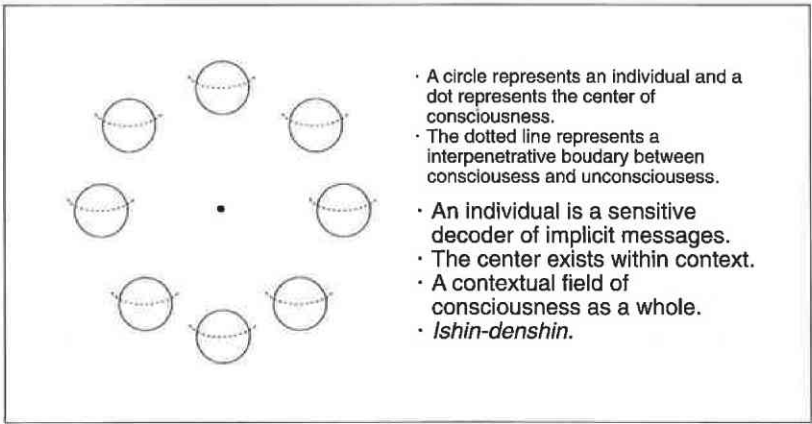 · A circle represents an individual and a
dot represents the center of
consciousness.
· The dotted line represents a
interpenetrative boudary between
consciousess and unconsciousess.
· An individual is a sensitive
decoder of implicit messages.
· The center exists within context.
· A contextual field of
consciousness as a whole.
· Ishin-denshin.